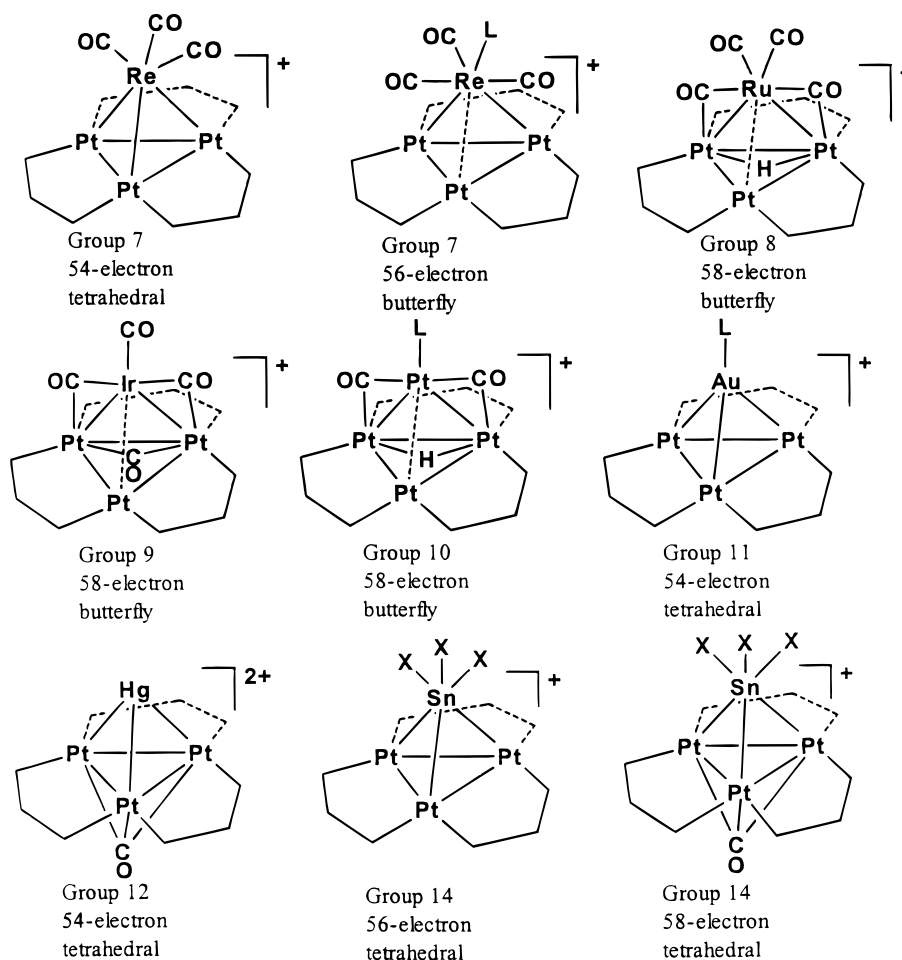 CO
OC
CO
Re
+
Pt
Pt
Pt
Group 7
54-electron
tetrahedral
L
OC
OC
Re
CO
+
Pt
Pt
Pt
Group 7
56-electron
butterfly
OC
CO
OC
Ru
CO
Pt
Pt
H
Pt
Group 8
58-electron
butterfly
CO
OC
Ir
CO
+
Pt
Pt
C
O
Pt
Group 9
58-electron
butterfly
L
OC
Pt
CO
+
Pt
Pt
H
Pt
Group 10
58-electron
butterfly
L
Au
+
Pt
Pt
Pt
Group 11
54-electron
tetrahedral
Hg
2+
Pt
Pt
Pt
C
O
Group 12
54-electron
tetrahedral
X
X
X
Sn
+
Pt
Pt
Pt
Group 14
56-electron
tetrahedral
X
X
X
Sn
+
Pt
Pt
Pt
C
O
Group 14
58-electron
tetrahedral